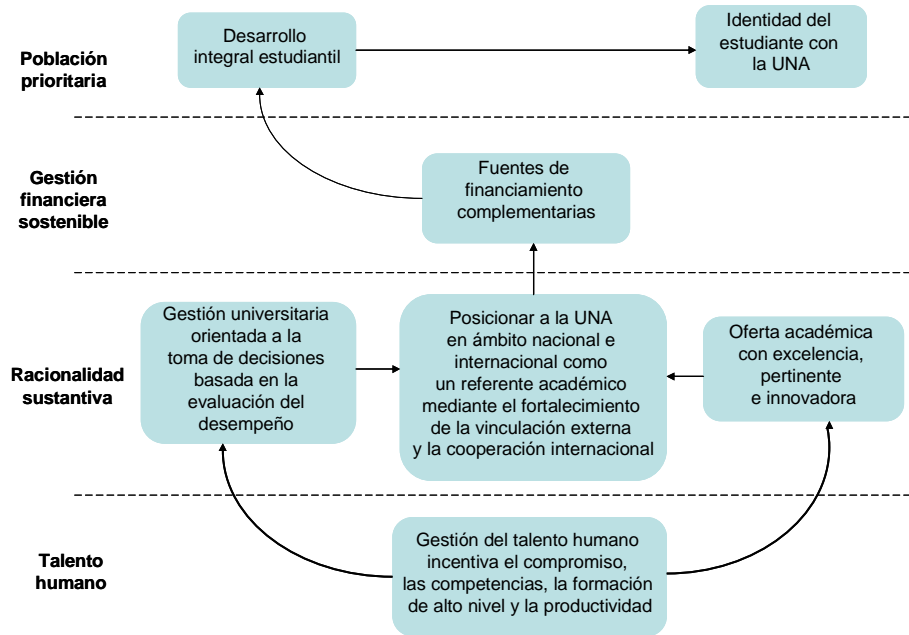 Población
prioritaria
Desarrollo
integral estudiantil
Identidad del
estudiante con
la UNA
Gestión
financiera
sostenible
Fuentes de
financiamiento
complementarias
Racionalidad
sustantiva
Gestión universitaria
orientada a la
toma de decisiones
basada en la
evaluación del
desempeño
Posicionar a la UNA
en ámbito nacional e
internacional como
un referente académico
mediante el fortalecimiento
de la vinculación externa
y la cooperación internacional
Oferta académica
con excelencia,
pertinente
e innovadora
Talento
humano
Gestión del talento humano
incentiva el compromiso,
las competencias, la formación
de alto nivel y la productividad